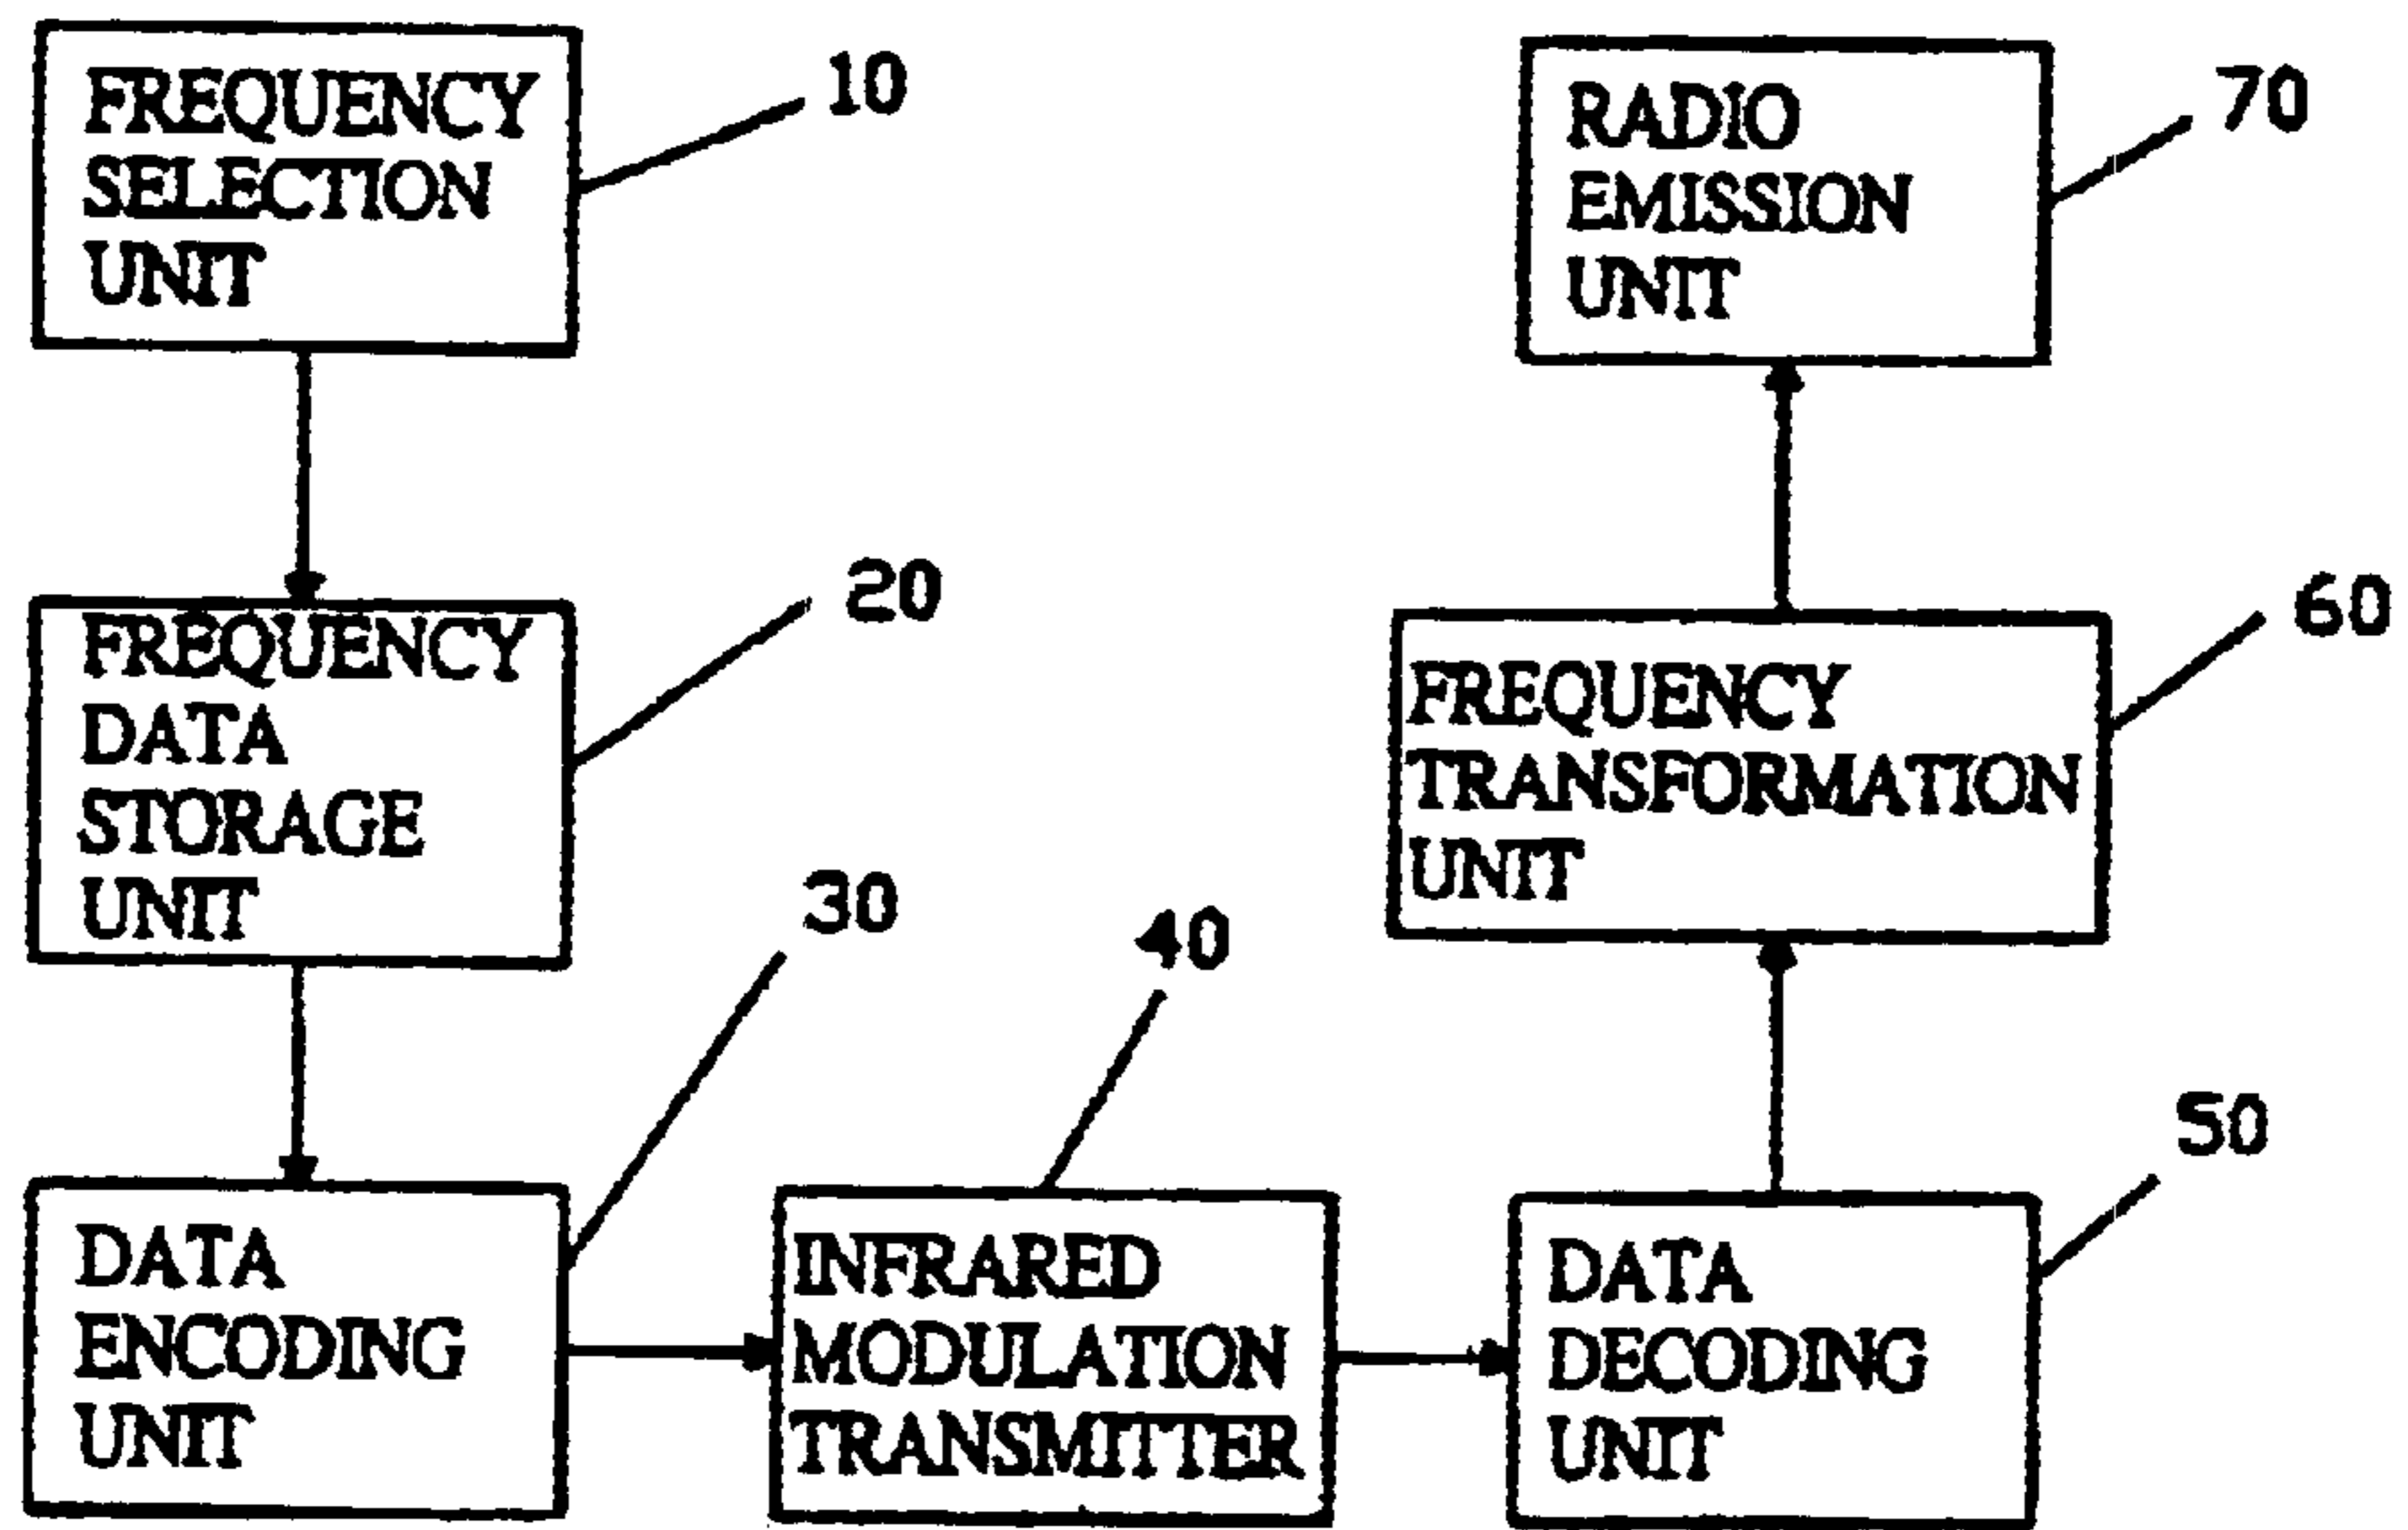 FREQUENCY
SELECTION
UNIT
10
FREQUENCY
DATA
STORAGE
UNIT
20
DATA
ENCODING
UNIT
30
INFRARED
MODULATION
TRANSMITTER
40
DATA
DECODING
UNIT
50
FREQUENCY
TRANSFORMATION
UNIT
60
RADIO
EMISSION
UNIT
70